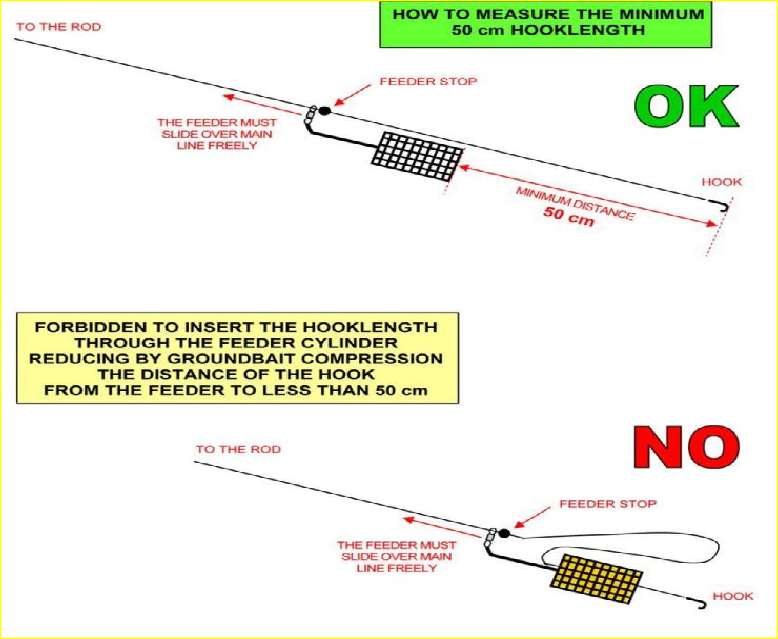 HOW TO MEASURE THE MINIMUM
50 cm HOOKLENGTH
TO THE ROD
FEEDER STOP
OK
THE FEEDER MUST
SLIDE OVER MAIN
LINE FREELY
HOOK
MINIMUM DISTANCE
50 cm
FORBIDDEN TO INSERT THE HOOKLENGTH
THROUGH THE FEEDER CYLINDER
REDUCING BY GROUNDBAIT COMPRESSION
THE DISTANCE OF THE HOOK
FROM THE FEEDER TO LESS THAN 50 cm
NO
TO THE ROD
FEEDER STOP
THE FEEDER MUST
SLIDE OVER MAIN
LINE FREELY
HOOK